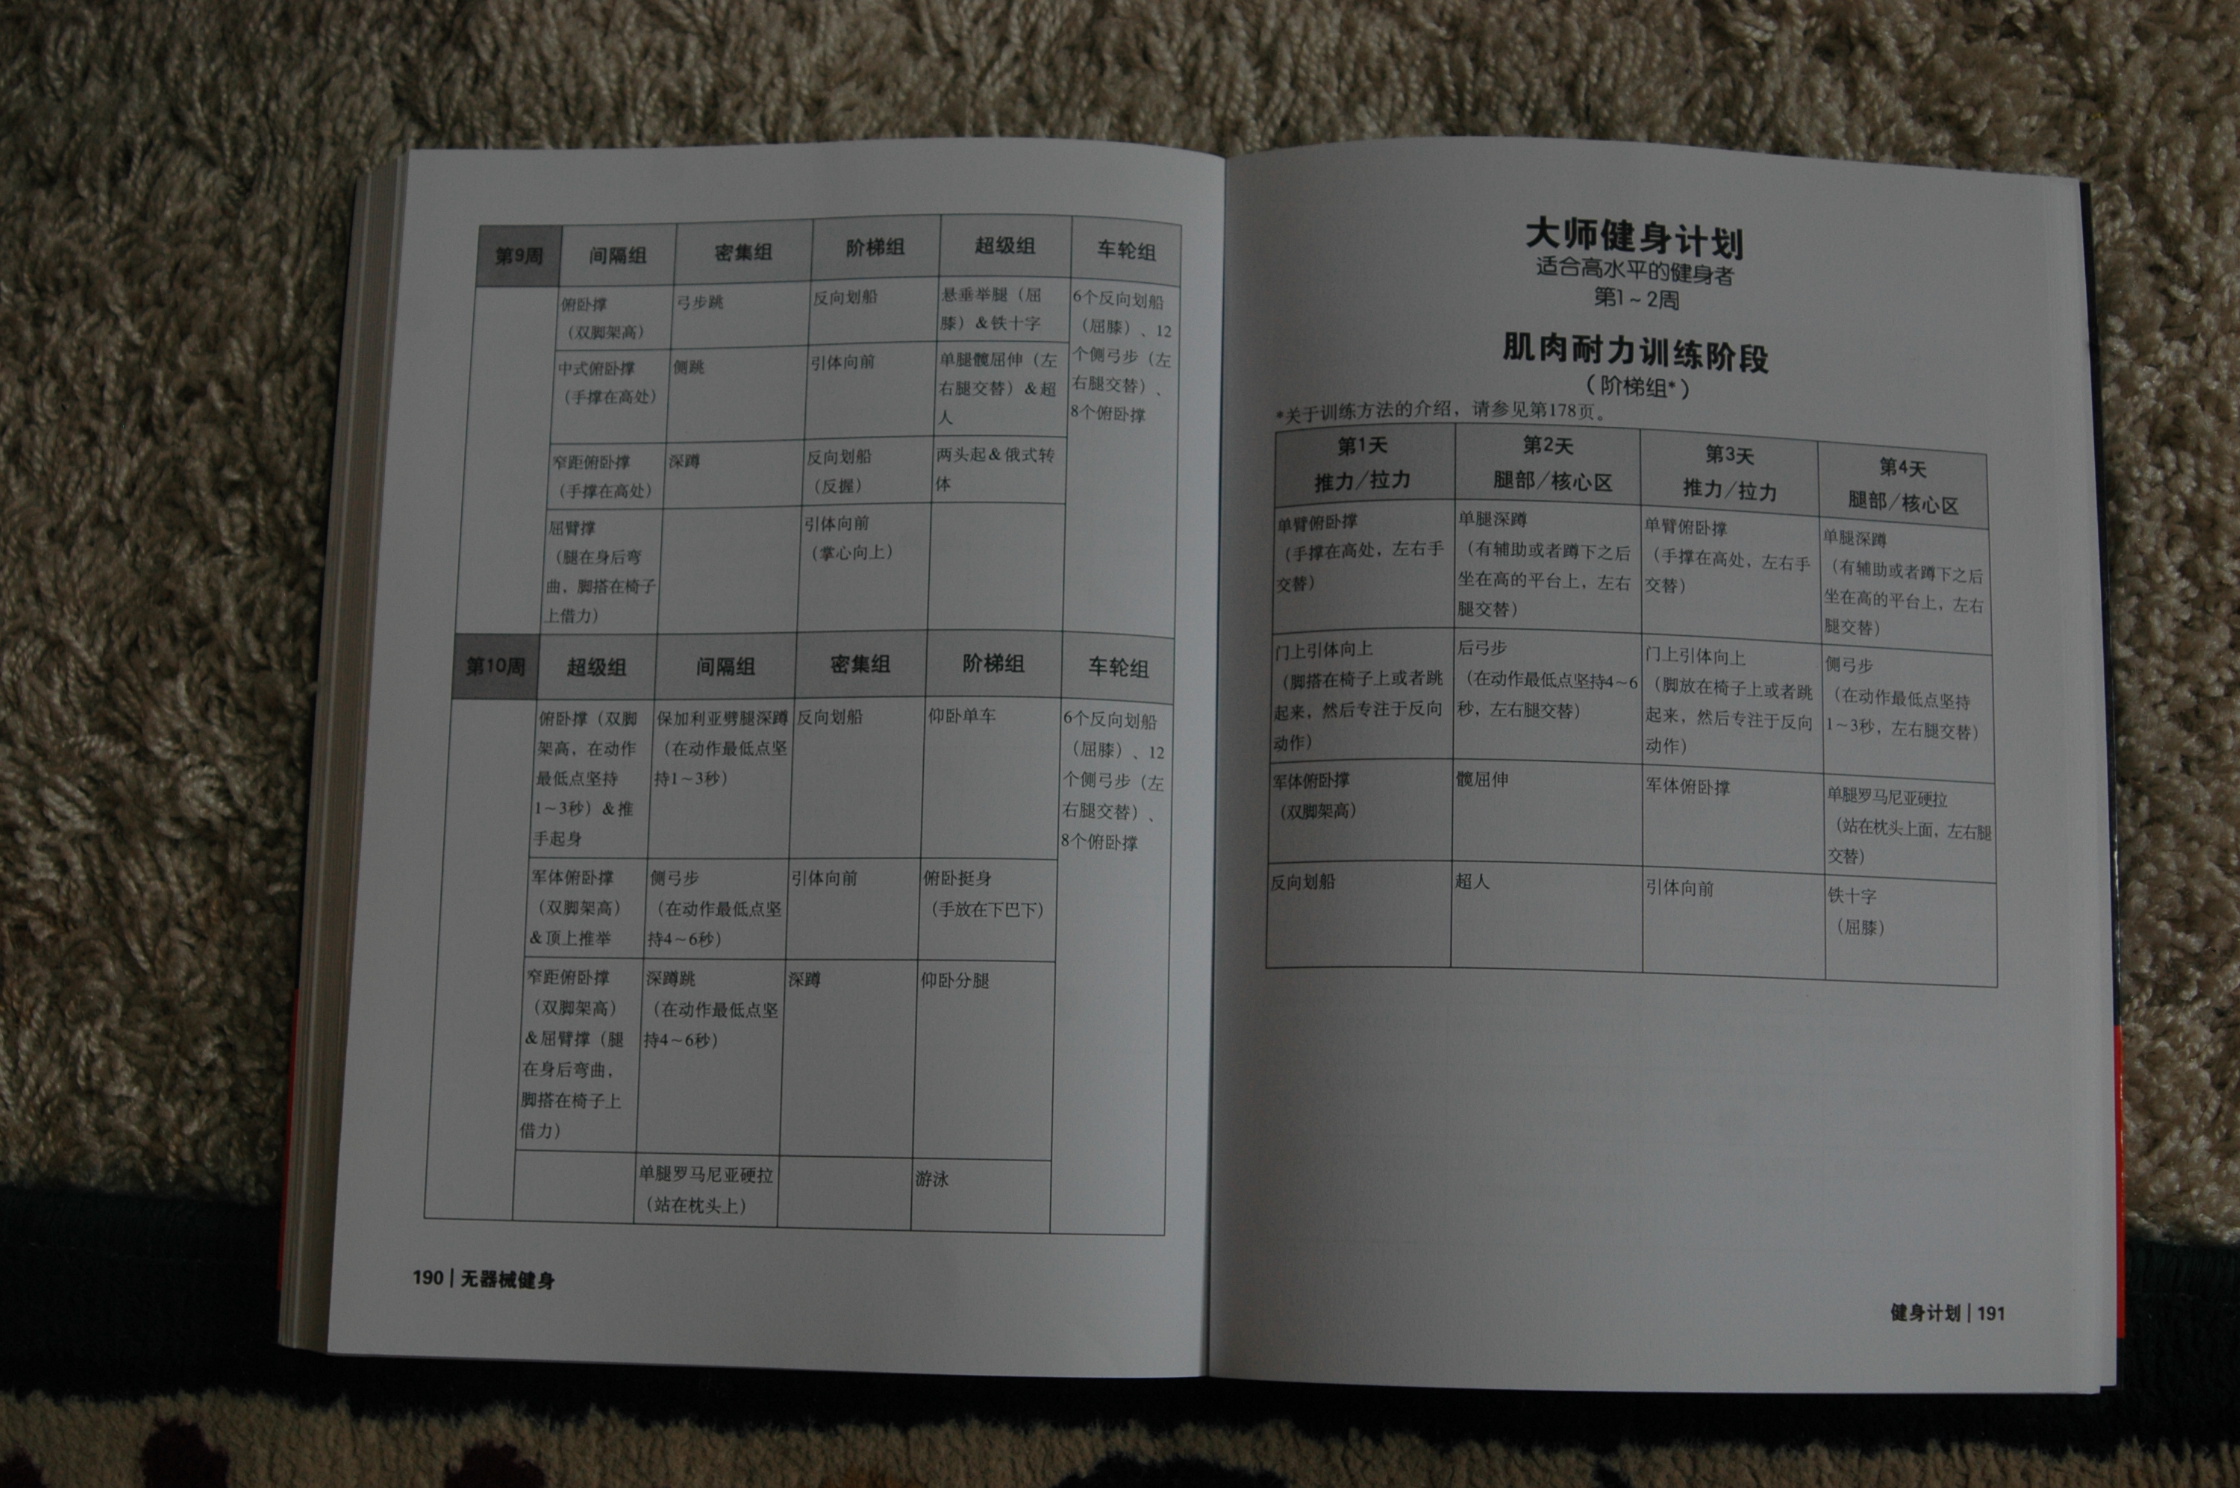 第9周
间隔组
密集组
阶梯组
超级组
车轮组
俯卧撑
（双脚架高）
弓步跳
反向划船
悬垂举腿（屈
膝）＆铁十字
6个反向划船
（屈膝）、12
个侧弓步（左
右腿交替）、
8个俯卧撑
中式俯卧撑
（手撑在高处）
侧跳
引体向前
单腿髋屈伸（左
右腿交替）＆超
人
窄距俯卧撑
（手撑在高处）
深蹲
反向划船
（反握）
两头起＆俄式转
体
屈臂撑
（腿在身后弯
曲，脚搭在椅子
上借力）
引体向前
（掌心向上）
第10周
超级组
间隔组
密集组
阶梯组
车轮组
俯卧撑（双脚
架高，在动作
最低点坚持
1~3秒）＆推
手起身
保加利亚劈腿深蹲
（在动作最低点坚
持1~3秒）
反向划船
仰卧单车
6个反向划船
（屈膝）、12
个侧弓步（左
右腿交替）、
8个俯卧撑
军体俯卧撑
（双脚架高）
＆顶上推举
侧弓步
（在动作最低点坚
持4~6秒）
引体向前
俯卧挺身
（手放在下巴下）
窄距俯卧撑
（双脚架高）
＆屈臂撑（腿
在身后弯曲，
脚搭在椅子上
借力）
深蹲跳
（在动作最低点坚
持4~6秒）
深蹲
仰卧分腿
单腿罗马尼亚硬拉
（站在枕头上）
游泳
190 | 无器械健身
大师健身计划
适合高水平的健身者
第1~2周
肌肉耐力训练阶段
（阶梯组*）
*关于训练方法的介绍，请参见第178页。
第1天
推力/拉力
第2天
腿部/核心区
第3天
推力/拉力
第4天
腿部/核心区
单臂俯卧撑
（手撑在高处，左右手
交替）
单腿深蹲
（有辅助或者蹲下之后
坐在高的平台上，左右
腿交替）
单臂俯卧撑
（手撑在高处，左右手
交替）
单腿深蹲
（有辅助或者蹲下之后
坐在高的平台上，左右
腿交替）
门上引体向上
（脚搭在椅子上或者跳
起来，然后专注于反向
动作）
后弓步
（在动作最低点坚持4~6
秒，左右腿交替）
门上引体向上
（脚放在椅子上或者跳
起来，然后专注于反向
动作）
侧弓步
（在动作最低点坚持
1~3秒，左右腿交替）
军体俯卧撑
（双脚架高）
髋屈伸
军体俯卧撑
单腿罗马尼亚硬拉
（站在枕头上面，左右腿
交替）
反向划船
超人
引体向前
铁十字
（屈膝）
健身计划 | 191